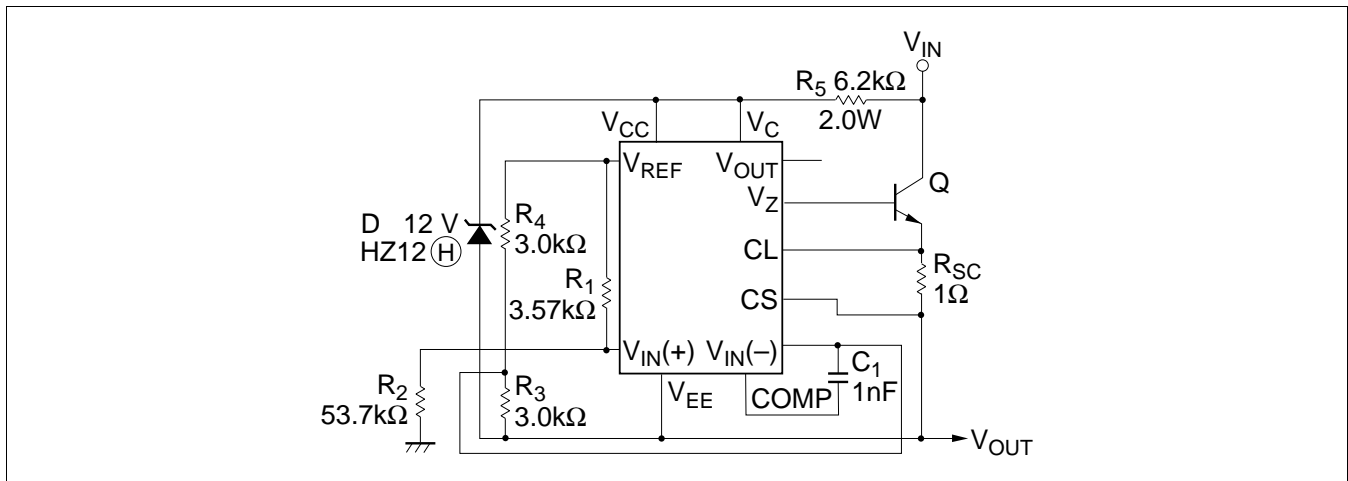 V_IN
R_5 6.2kΩ
2.0W
V_CC
V_C
V_REF
V_OUT
V_Z
Q
D 12 V
HZ12 Ⓗ
R_4
3.0kΩ
CL
R_1
3.57kΩ
R_SC
1Ω
CS
V_IN(+)
V_IN(–)
R_2
53.7kΩ
R_3
3.0kΩ
V_EE
COMP
C_1
1nF
V_OUT